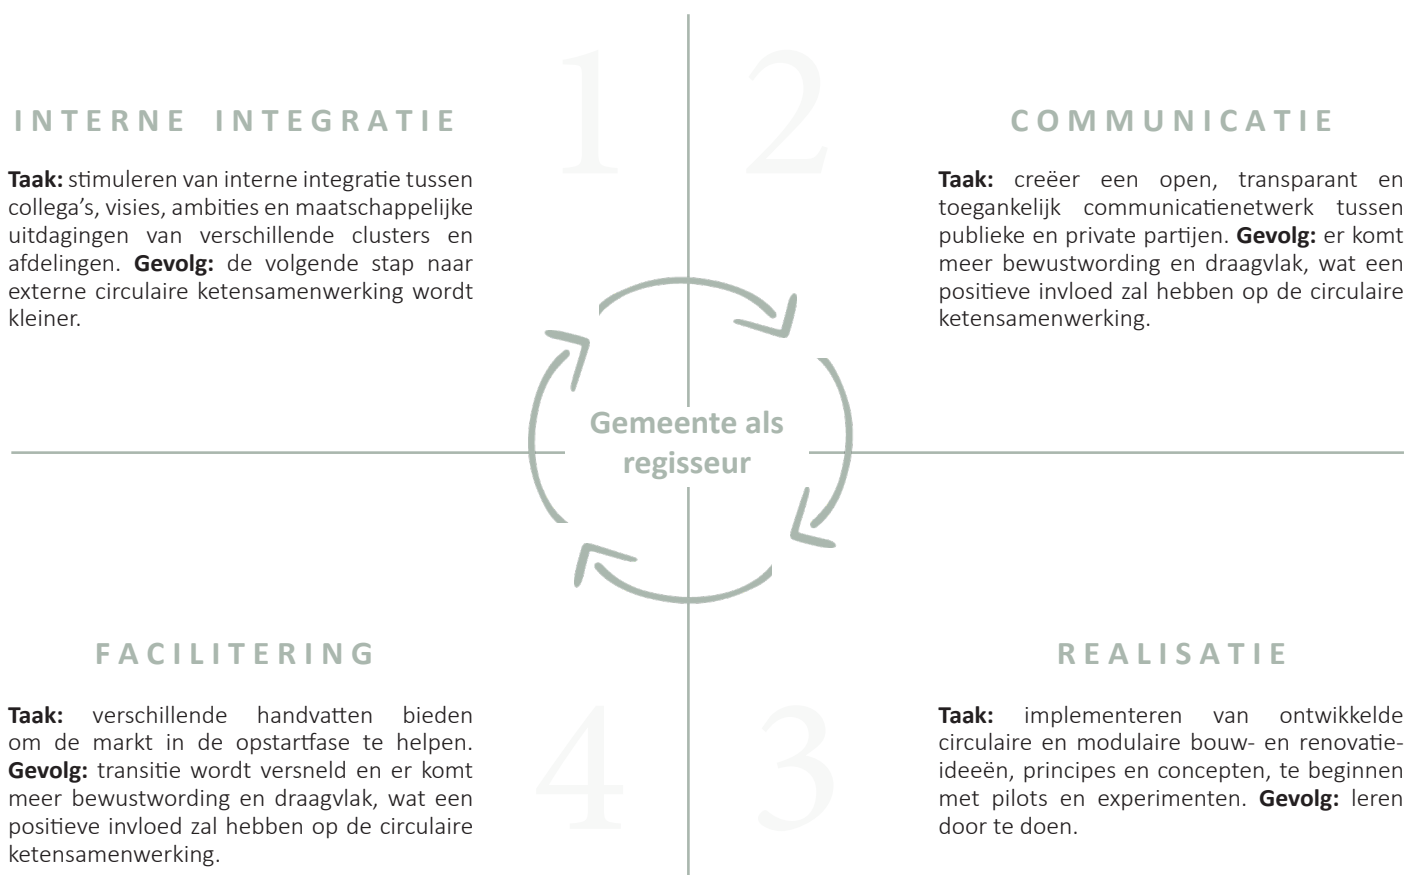 1
INTERNE INTEGRATIE
Taak: stimuleren van interne integratie tussen
collega's, visies, ambities en maatschappelijke
uitdagingen van verschillende clusters en
afdelingen. Gevolg: de volgende stap naar
externe circulaire ketensamenwerking wordt
kleiner.
2
COMMUNICATIE
Taak: creëer een open, transparant en
toegankelijk communicatienetwerk tussen
publieke en private partijen. Gevolg: er komt
meer bewustwording en draagvlak, wat een
positieve invloed zal hebben op de circulaire
ketensamenwerking.
Gemeente als
regisseur
FACILITERING
Taak: verschillende handvatten bieden
om de markt in de opstartfase te helpen.
Gevolg: transitie wordt versneld en er komt
meer bewustwording en draagvlak, wat een
positieve invloed zal hebben op de circulaire
ketensamenwerking.
4
REALISATIE
Taak: implementeren van ontwikkelde
circulaire en modulaire bouw- en renovatie-
ideeën, principes en concepten, te beginnen
met pilots en experimenten. Gevolg: leren
door te doen.
3